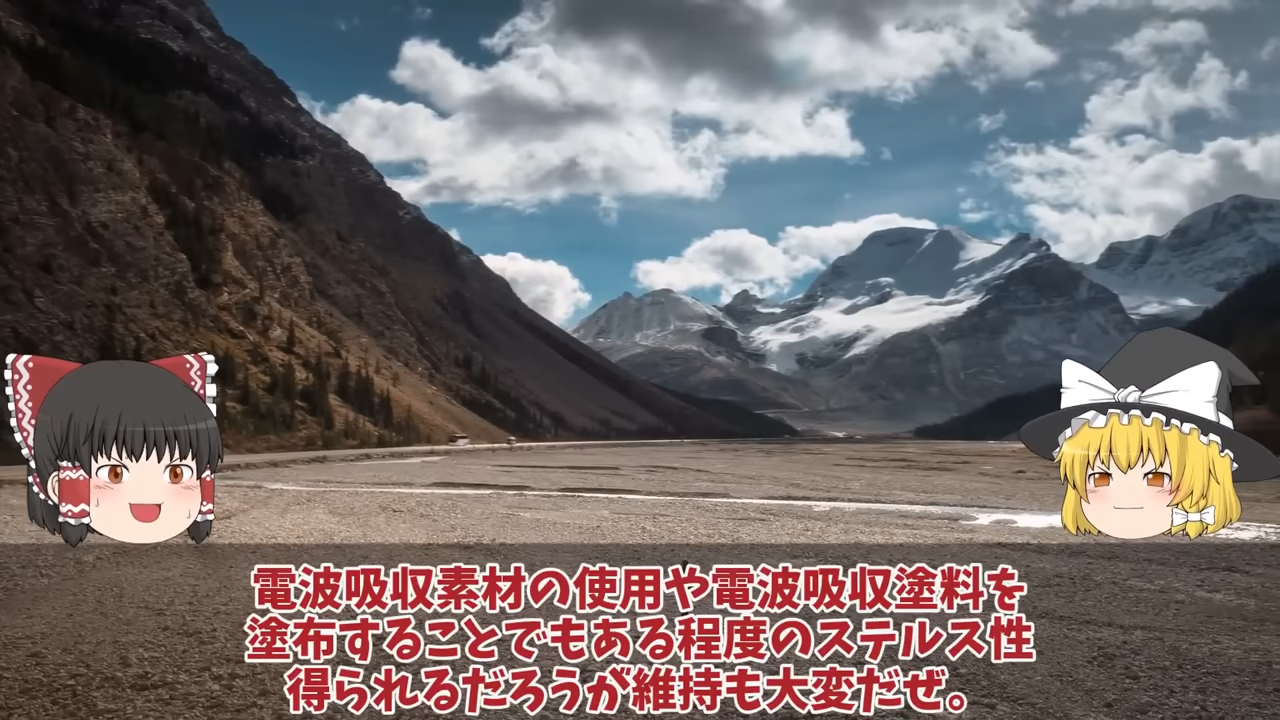 電波吸収素材の使用や電波吸収塗料を
塗布することでもある程度のステルス性
得られるだろうが維持も大変だぜ。